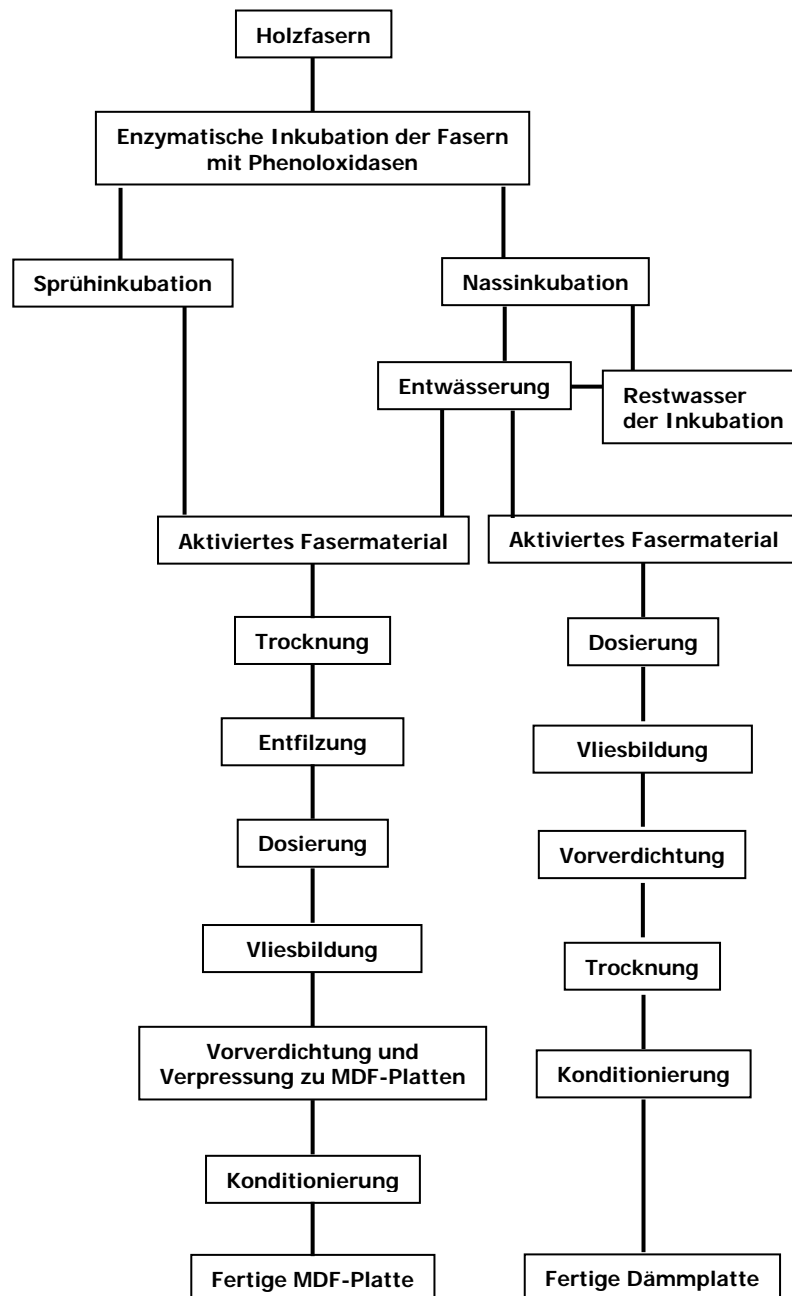 Holzfasern
Enzymatische Inkubation der Fasern
mit Phenoloxidasen
Sprühinkubation
Nassinkubation
Entwässerung
Restwasser
der Inkubation
Aktiviertes Fasermaterial
Aktiviertes Fasermaterial
Trocknung
Dosierung
Entfilzung
Vliesbildung
Dosierung
Vorverdichtung
Vliesbildung
Trocknung
Vorverdichtung und
Verpressung zu MDF-Platten
Konditionierung
Konditionierung
Fertige MDF-Platte
Fertige Dämmplatte